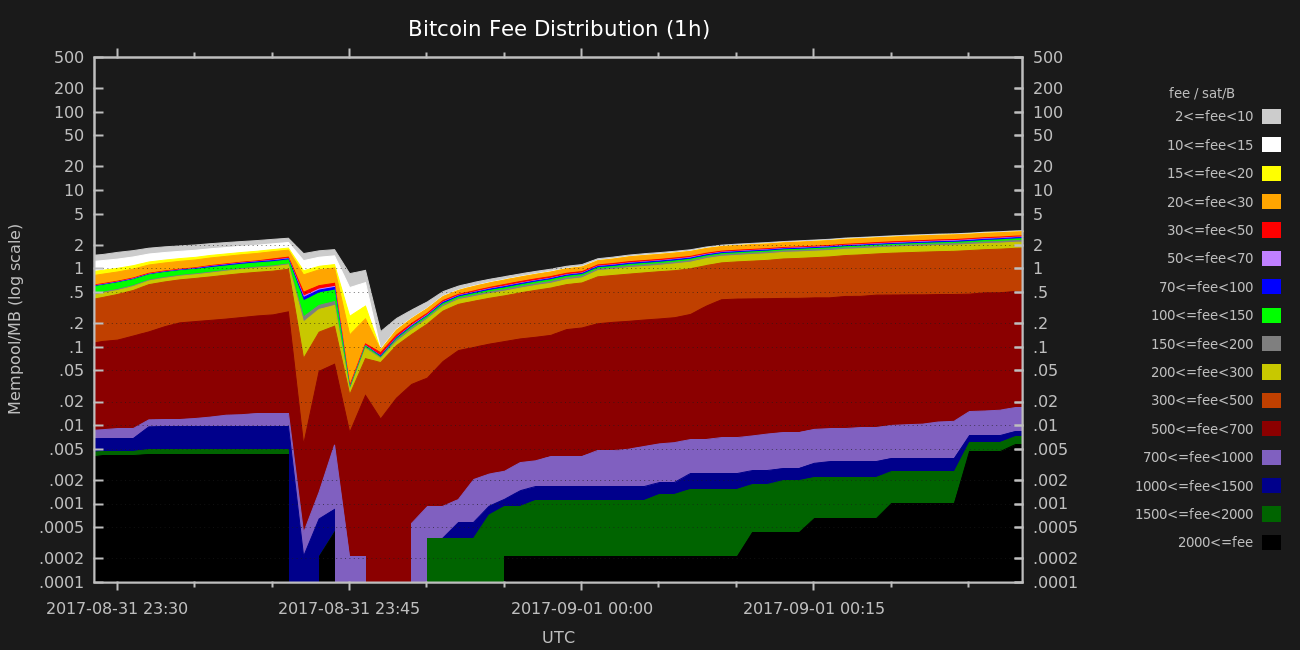 Bitcoin Fee Distribution (1h)
500 500
200 200
100 100
50 50
20 20
10 10
5 5
2 2
1 1
.5 .5
.2 .2
.1 .1
.05 .05
.02 .02
.01 .01
.005 .005
.002 .002
.001 .001
.0005 .0005
.0002 .0002
.0001 .0001
Mempool/MB (log scale)
2017-08-31 23:30 2017-08-31 23:45 2017-09-01 00:00 2017-09-01 00:15
UTC
fee / sat/B
2<=fee<10
10<=fee<15
15<=fee<20
20<=fee<30
30<=fee<50
50<=fee<70
70<=fee<100
100<=fee<150
150<=fee<200
200<=fee<300
300<=fee<500
500<=fee<700
700<=fee<1000
1000<=fee<1500
1500<=fee<2000
2000<=fee